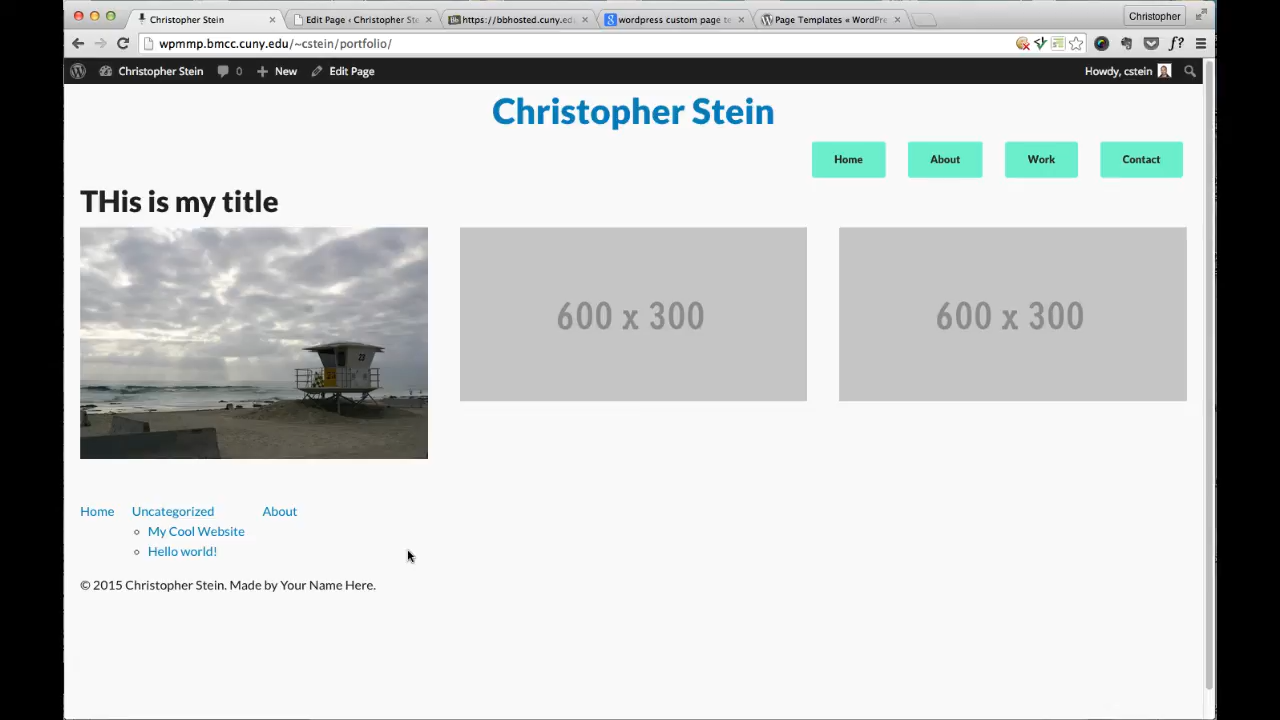 Christopher Stein
Edit Page ‹ Christopher Ste
https://bbhosted.cuny.ed
wordpress custom page t
Page Templates « WordPre
Christopher
wpmmp.bmcc.cuny.edu/~cstein/portfolio/
f?
Christopher Stein
0
New
Edit Page
Howdy, cstein
Christopher Stein
Home
About
Work
Contact
THis is my title
23
600 x 300
600 x 300
Home
Uncategorized
About
My Cool Website
Hello world!
© 2015 Christopher Stein. Made by Your Name Here.